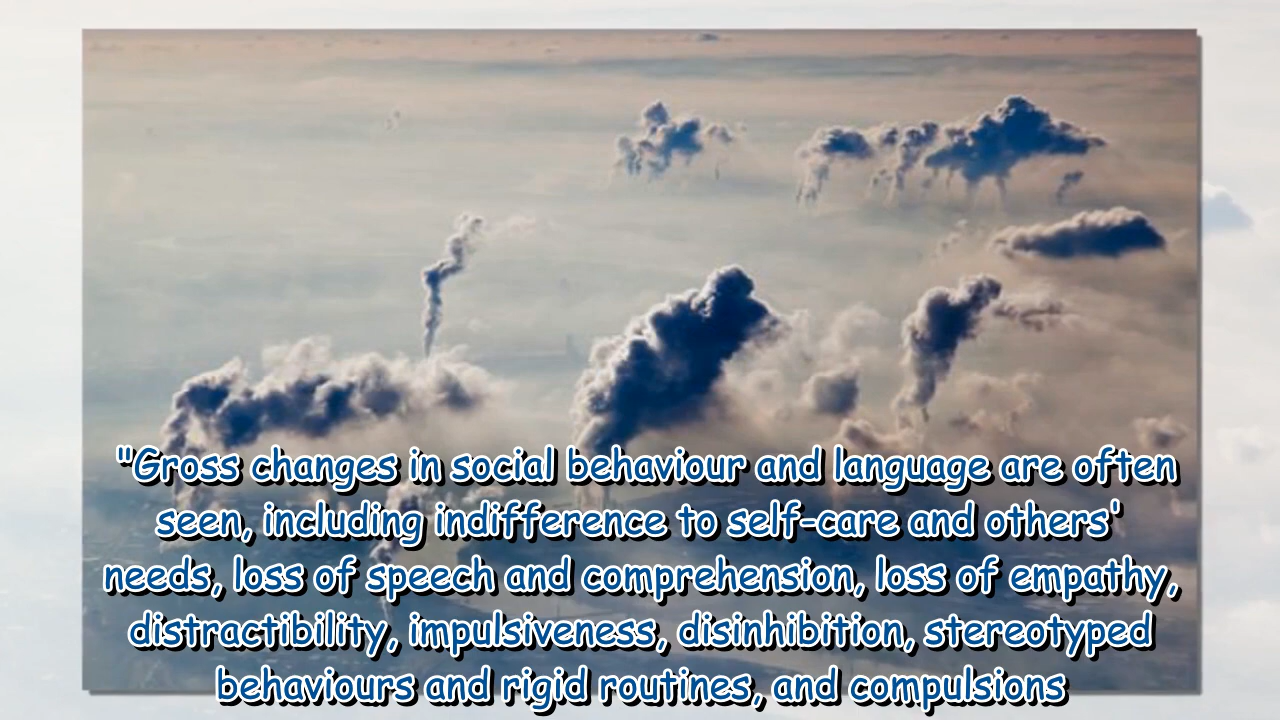 "Gross changes in social behaviour and language are often
seen, including indifference to self-care and others'
needs, loss of speech and comprehension, loss of empathy,
distractibility, impulsiveness, disinhibition, stereotyped
behaviours and rigid routines, and compulsions